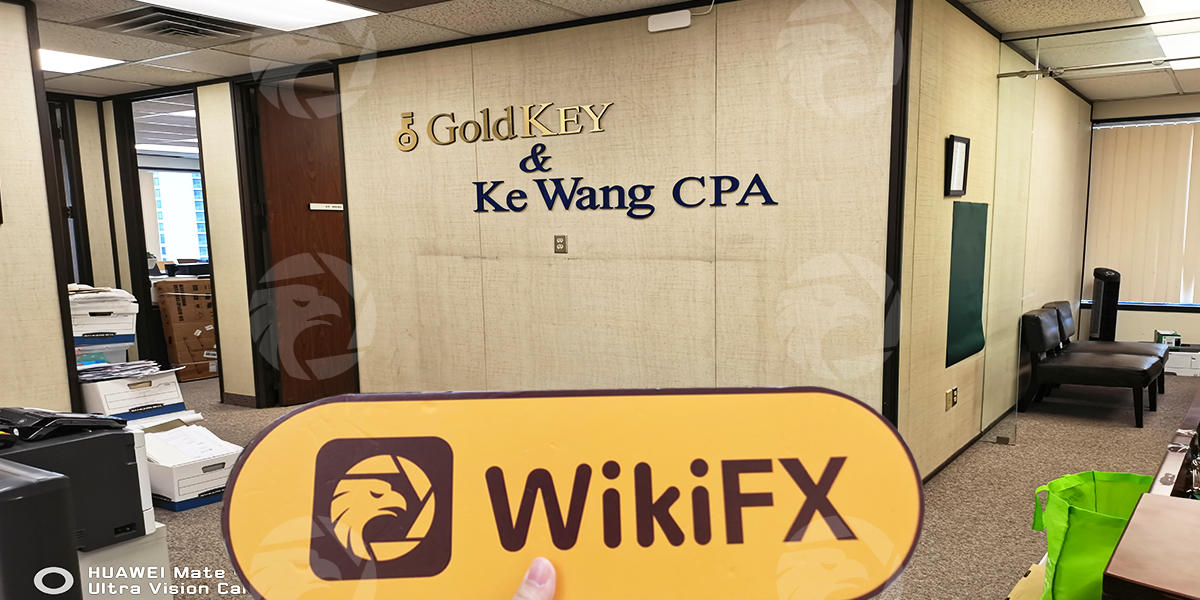 GoldKEY
&
Ke Wang CPA
WikiFX
HUAWEI Mate
Ultra Vision Ca